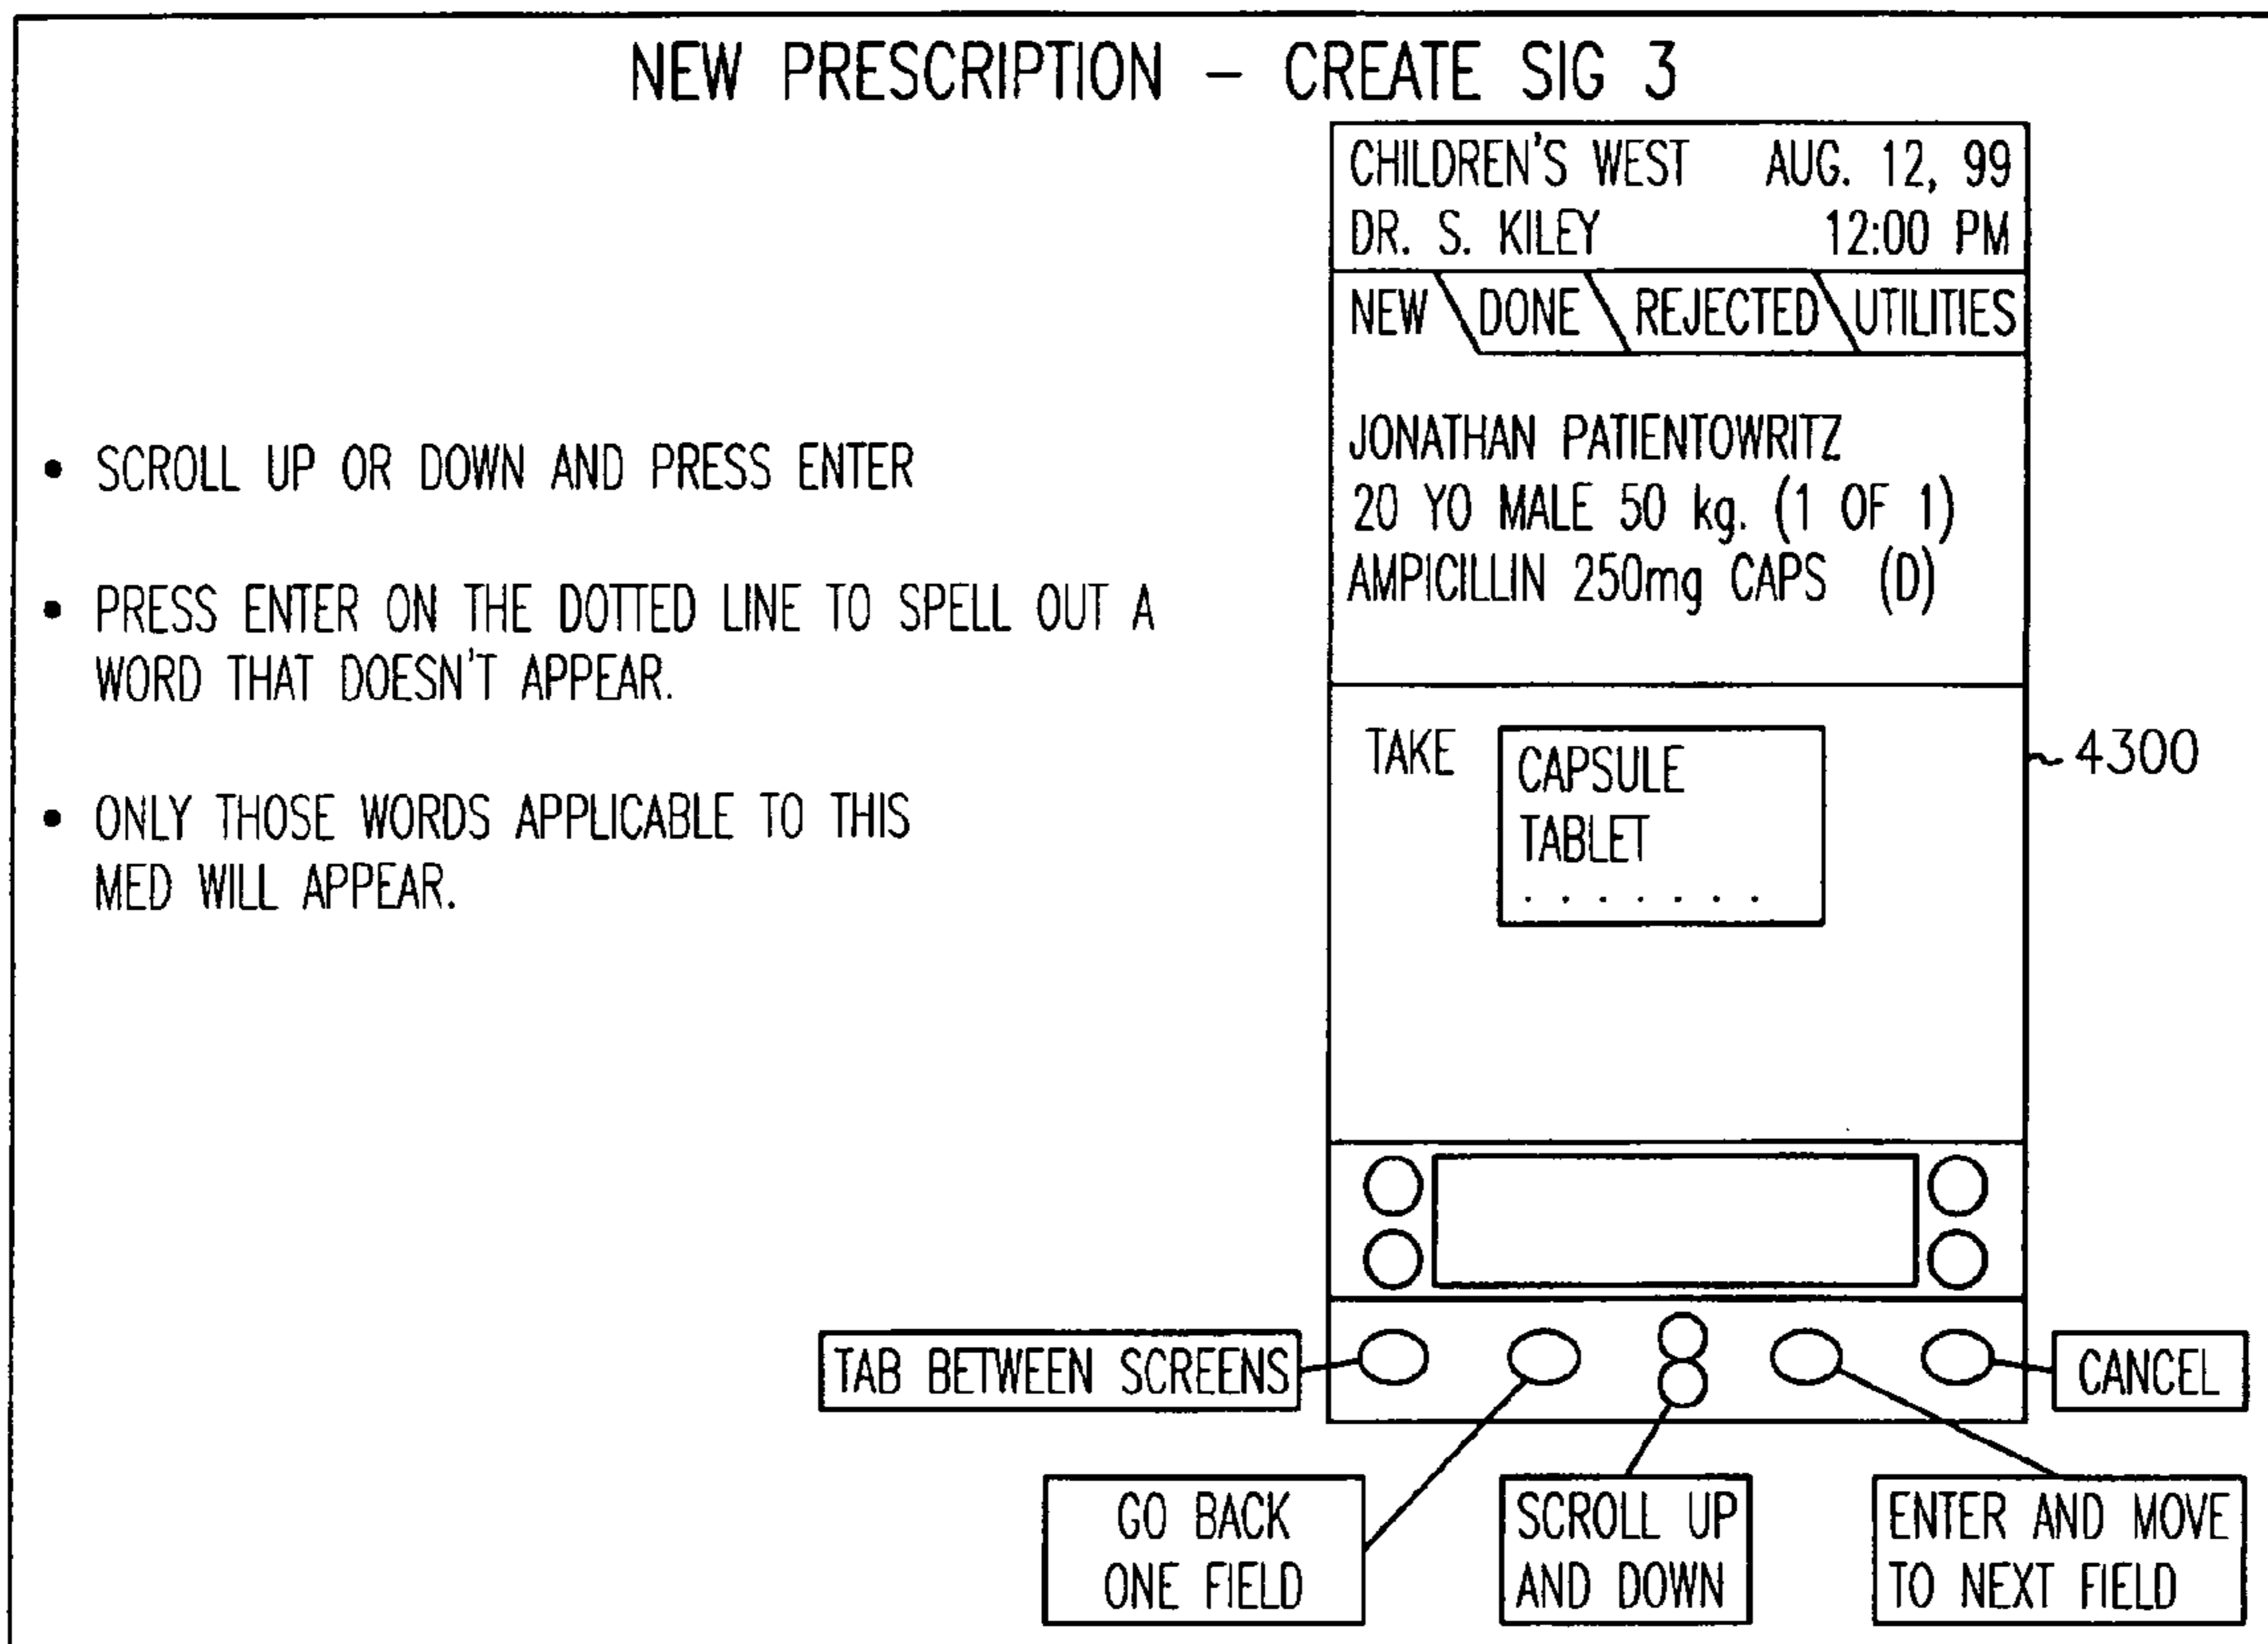 NEW PRESCRIPTION – CREATE SIG 3
• SCROLL UP OR DOWN AND PRESS ENTER
• PRESS ENTER ON THE DOTTED LINE TO SPELL OUT A
WORD THAT DOESN'T APPEAR.
• ONLY THOSE WORDS APPLICABLE TO THIS
MED WILL APPEAR.
CHILDREN'S WEST AUG. 12, 99
DR. S. KILEY 12:00 PM
NEW DONE REJECTED UTILITIES
JONATHAN PATIENTOWRITZ
20 YO MALE 50 kg. (1 OF 1)
AMPICILLIN 250mg CAPS (D)
TAKE CAPSULE
TABLET
. . . . . . .
4300
TAB BETWEEN SCREENS
CANCEL
GO BACK
ONE FIELD
SCROLL UP
AND DOWN
ENTER AND MOVE
TO NEXT FIELD